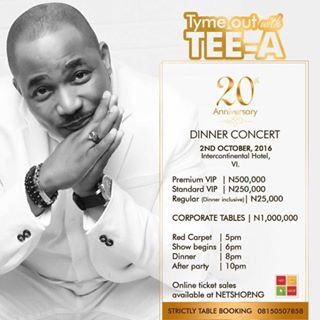 Tyme out with
TEE-A
20th
Anniversary
DINNER CONCERT
2ND OCTOBER, 2016
Intercontinental Hotel,
VI.
Premium VIP | N500,000
Standard VIP | N250,000
Regular (Dinner inclusive) | N25,000
CORPORATE TABLES | N1,000,000
Red Carpet | 5pm
Show begins | 6pm
Dinner | 8pm
After party | 10pm
Online ticket sales
available at NETSHOP.NG
STRICTLY TABLE BOOKING 08150507858